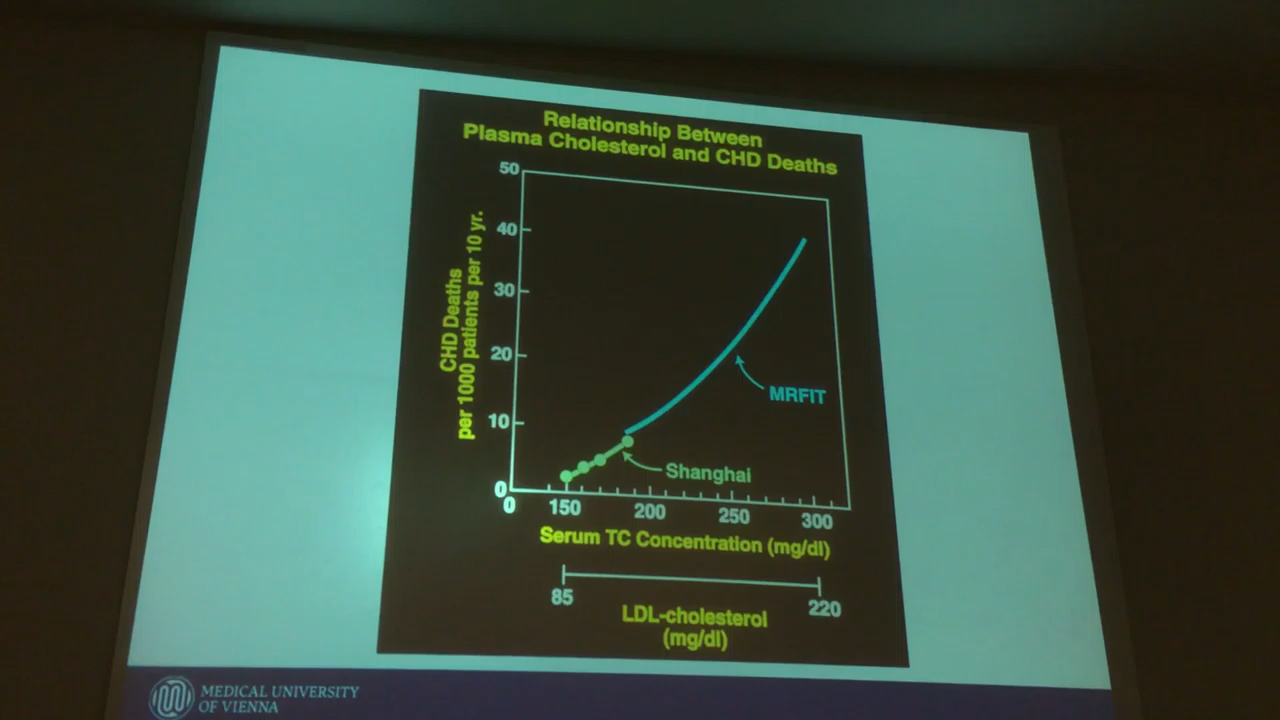 Relationship Between
Plasma Cholesterol and CHD Deaths
50
40
30
20
10
0
CHD Deaths
per 1000 patients per 10 yr.
MRFIT
Shanghai
0 150 200 250 300
Serum TC Concentration (mg/dl)
85 220
LDL-cholesterol
(mg/dl)
MEDICAL UNIVERSITY
OF VIENNA